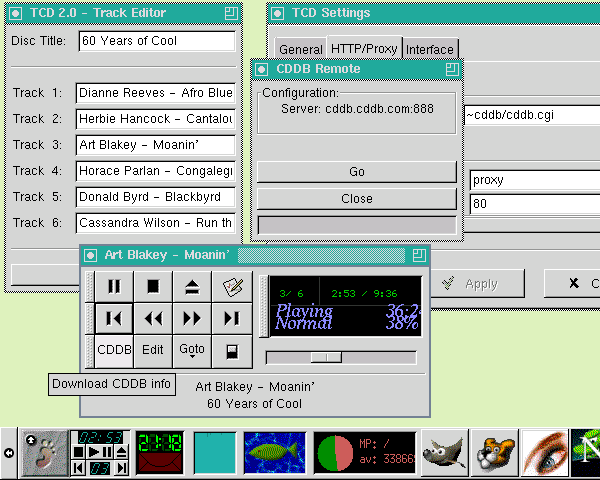 TCD 2.0 – Track Editor
Disc Title: 60 Years of Cool
Track 1: Dianne Reeves – Afro Blue
Track 2: Herbie Hancock – Cantalou
Track 3: Art Blakey – Moanin'
Track 4: Horace Parlan – Congalegr
Track 5: Donald Byrd – Blackbyrd
Track 6: Cassandra Wilson – Run th
TCD Settings
General HTTP/Proxy Interface
~cddb/cddb.cgi
proxy
80
Apply
C
CDDB Remote
Configuration:
Server: cddb.cddb.com:888
Go
Close
Art Blakey – Moanin'
3/ 6 2:53 / 9:36
Playing 36:2
Normal 38%
CDDB Edit Goto
Download CDDB info
Art Blakey – Moanin'
60 Years of Cool
02:53
03
21:18
MP: /
av: 33866
N